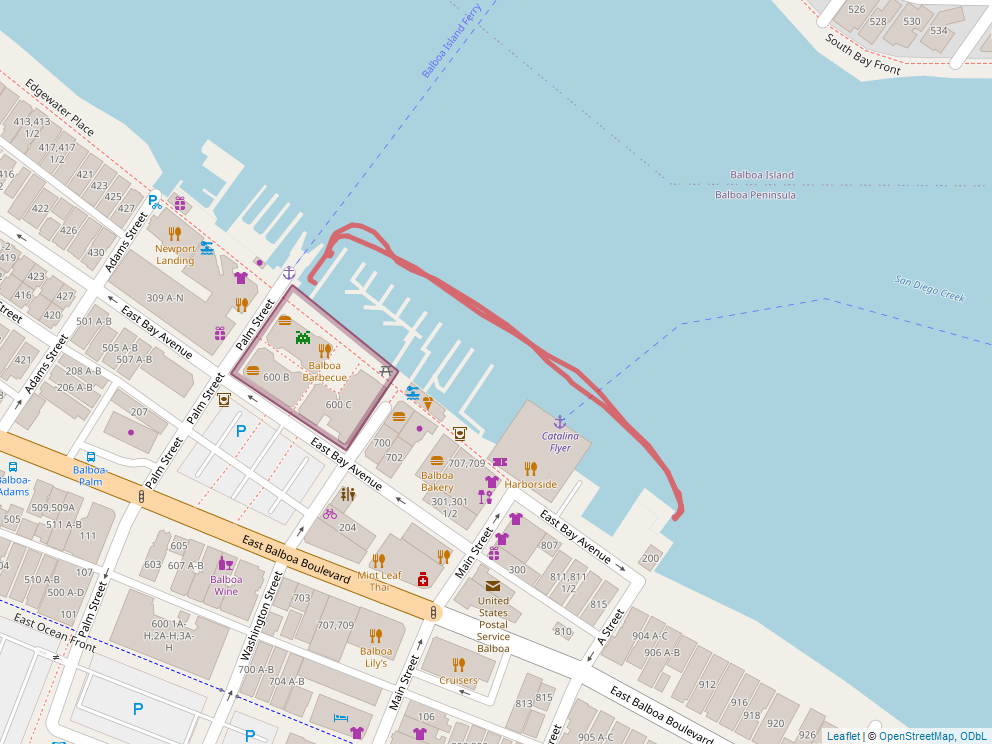 Balboa Island Ferry
526
528
530
534
South Bay Front
Edgewater Place
413,413
1/2
417,417
1/2
421
423
425
427
416
422
426
430
Adams Street
Newport
Landing
309 A-N
Balboa Island
Balboa Peninsula
San Diego Creek
419
423
427
416
420
421
Palm Street
East Bay Avenue
501 A-B
505 A-B
507 A-B
Adams Street
208 A-B
206 A-B
207
Palm Street
Palm Street
600 B
Balboa
Barbecue
600 C
East Bay Avenue
700
702
707,709
Balboa
Bakery
301,301
1/2
Harborside
Catalina
Flyer
East Bay Avenue
P
Balboa-
Adams
Balboa-
Palm
509,509A
505
511 A-B
111
204
East Balboa Boulevard
Mint Leaf
Thai
Main Street
807
300
811,811
1/2
815
200
A Street
United
States
Postal
Service
Balboa
810
605
603
607 A-B
Balboa
Wine
510 A-B
500 A-D
101
107
East Ocean Front
Palm Street
600 1A-
H,2A-H,3A-
H
Washington Street
703
707,709
Balboa
Lily's
700 A-B
704 A-B
Main Street
Cruisers
106
813
815
904 A-C
906 A-B
912
916
918
920
East Balboa Boulevard
P
P
Leaflet | © OpenStreetMap, ODbL